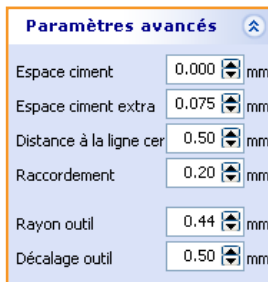 Paramètres avancés
Espace ciment 0.000 mm
Espace ciment extra 0.075 mm
Distance à la ligne cer 0.50 mm
Raccordement 0.20 mm
Rayon outil 0.44 mm
Décalage outil 0.50 mm